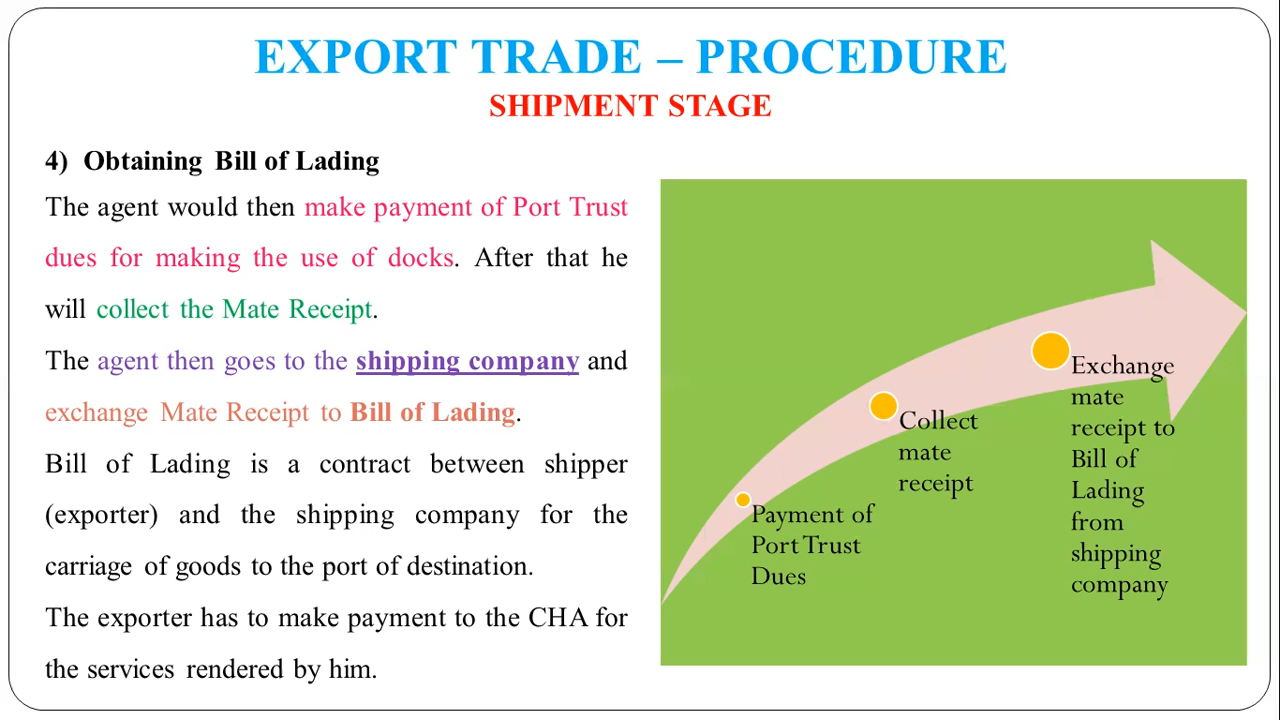 EXPORT TRADE – PROCEDURE
SHIPMENT STAGE
4) Obtaining Bill of Lading
The agent would then make payment of Port Trust
dues for making the use of docks. After that he
will collect the Mate Receipt.
The agent then goes to the shipping company and
exchange Mate Receipt to Bill of Lading.
Bill of Lading is a contract between shipper
(exporter) and the shipping company for the
carriage of goods to the port of destination.
The exporter has to make payment to the CHA for
the services rendered by him.
Payment of
Port Trust
Dues
Collect
mate
receipt
Exchange
mate
receipt to
Bill of
Lading
from
shipping
company